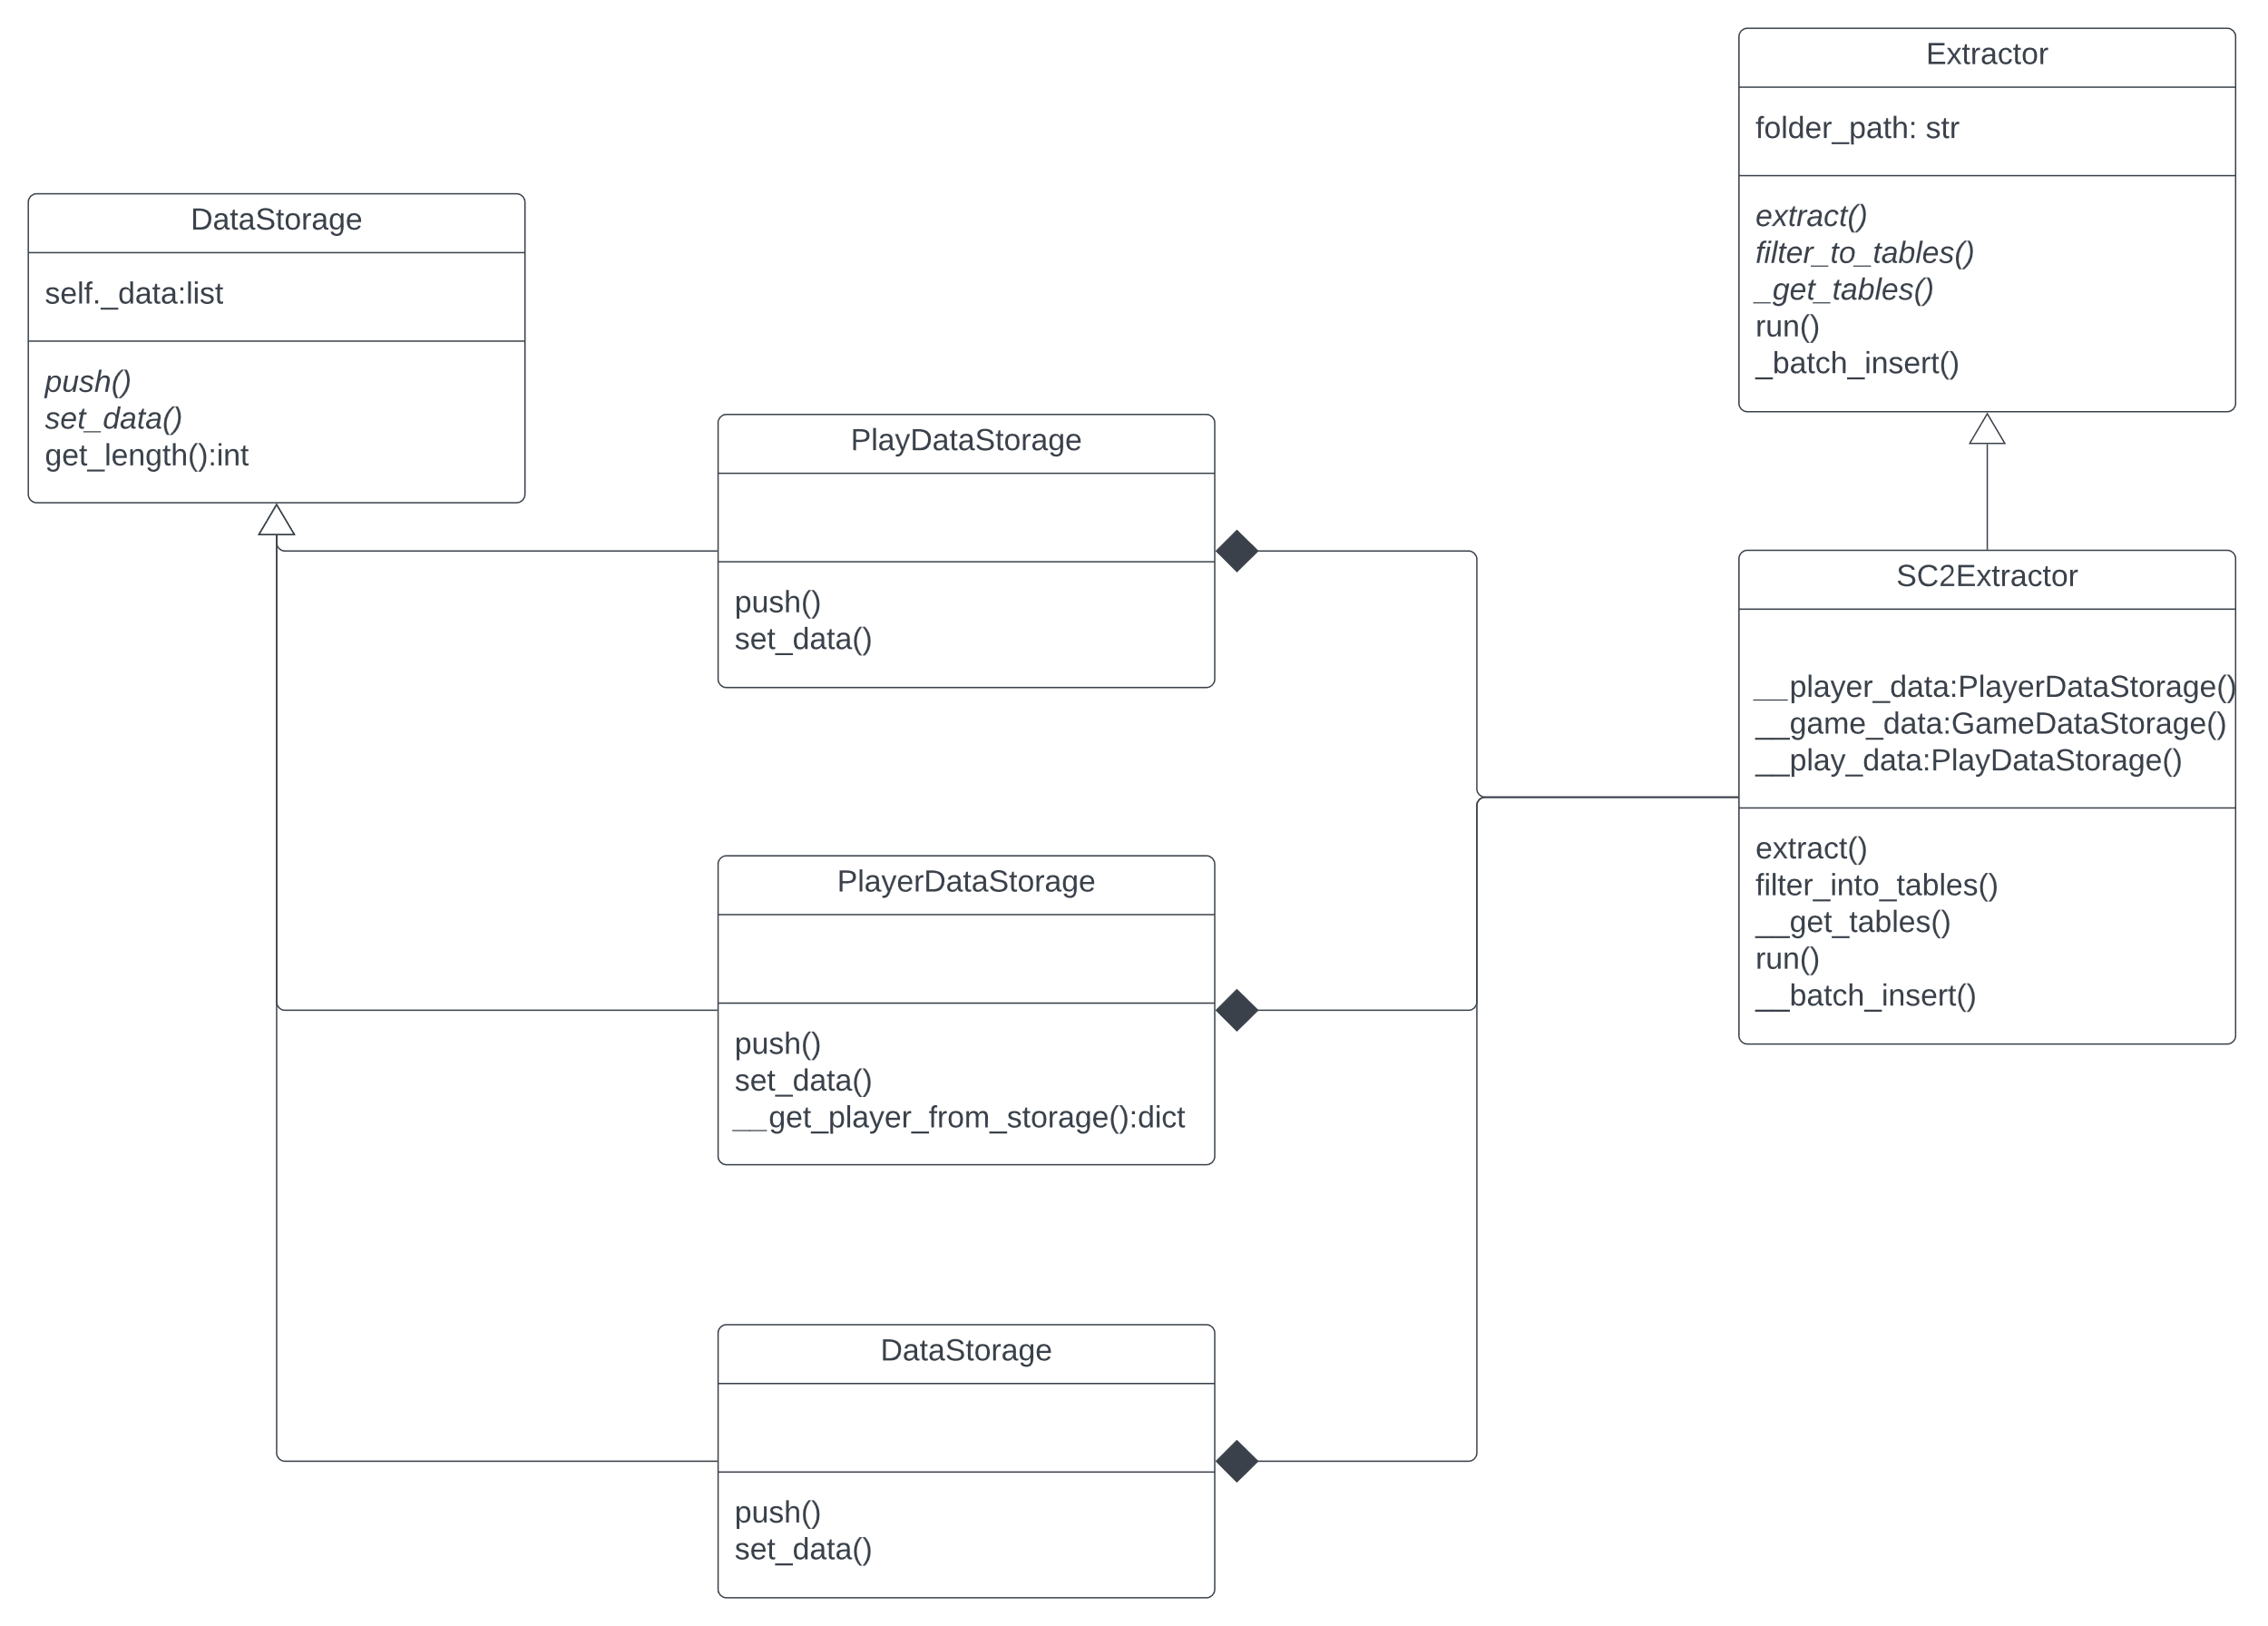 DataStorage
self._data:list
push()
set_data()
get_length():int
PlayDataStorage
push()
set_data()
PlayerDataStorage
push()
set_data()
__get_player_from_storage():dict
DataStorage
push()
set_data()
Extractor
folder_path: str
extract()
filter_to_tables()
_get_tables()
run()
_batch_insert()
SC2Extractor
__player_data:PlayerDataStorage()
__game_data:GameDataStorage()
__play_data:PlayDataStorage()
extract()
filter_into_tables()
__get_tables()
run()
__batch_insert()